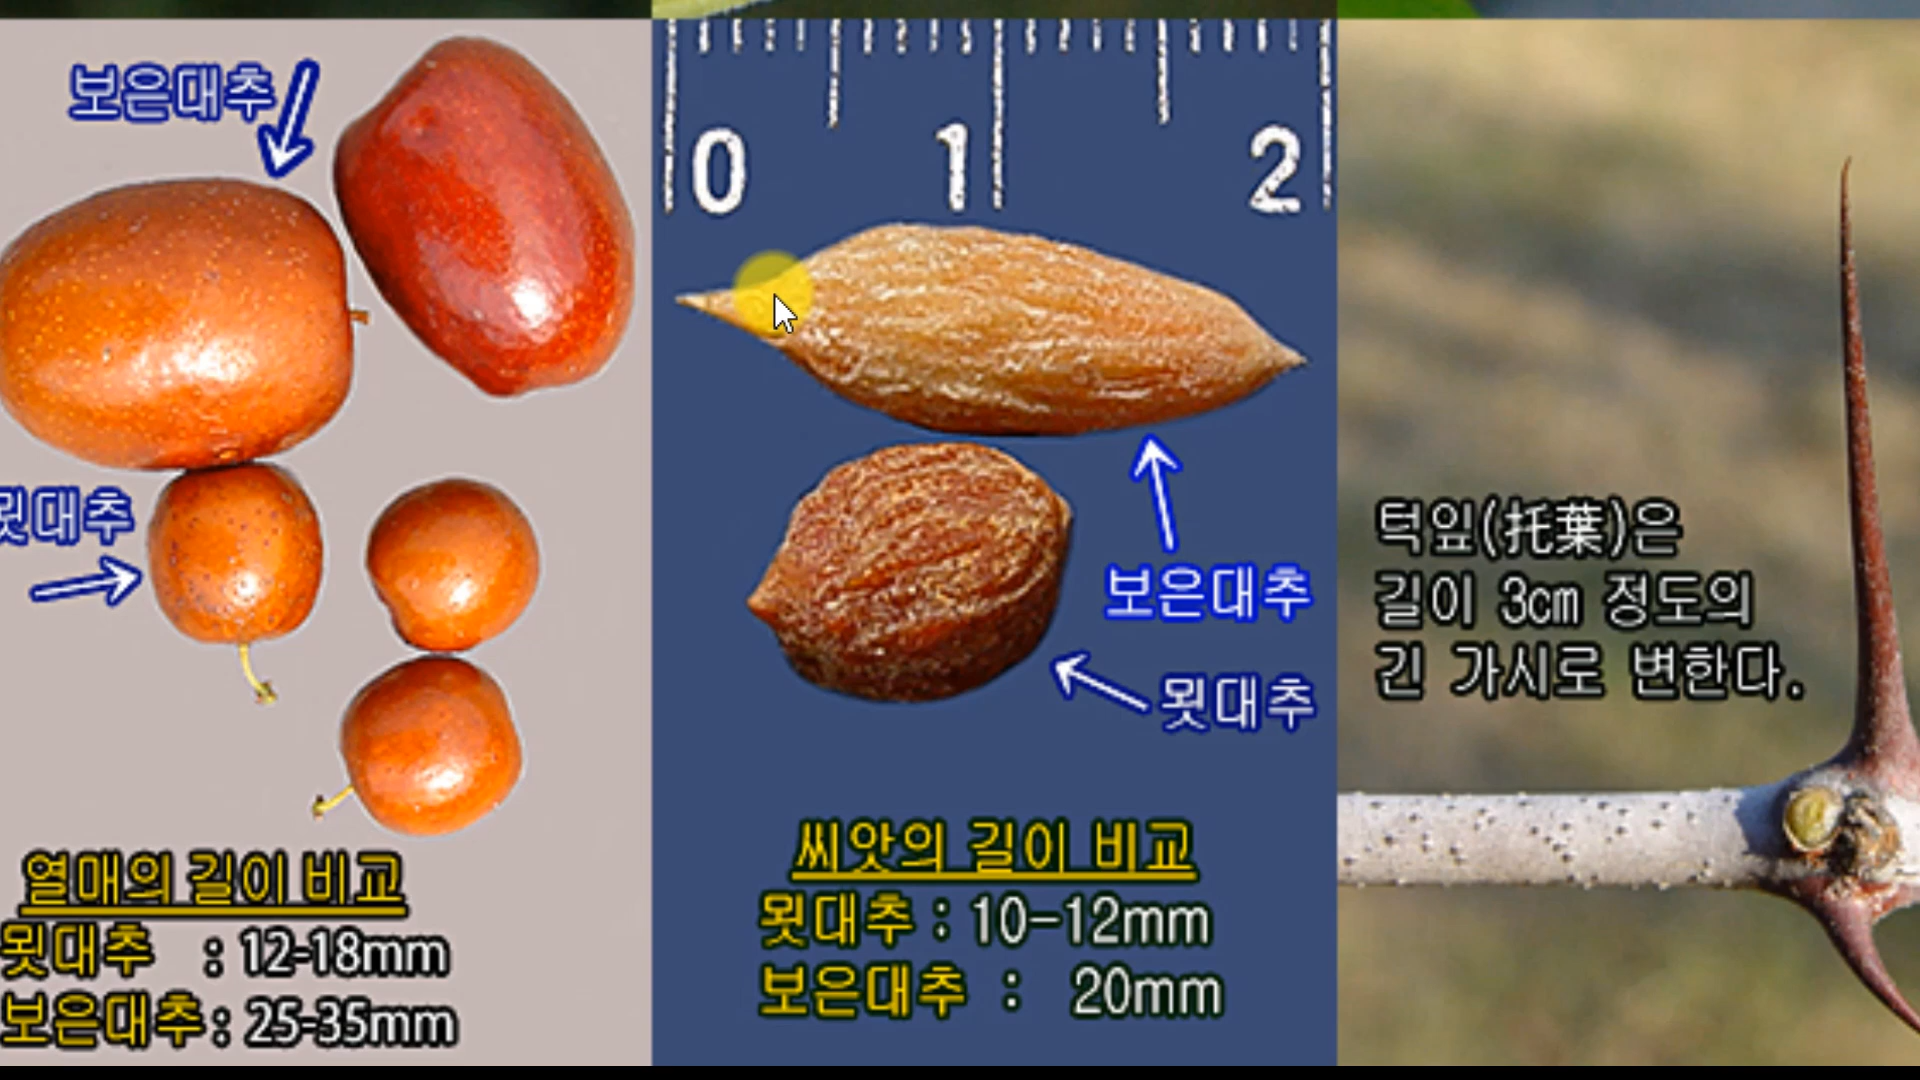 보은대추
묏대추
열매의 길이 비교
묏대추 : 12-18mm
보은대추 : 25-35mm
0 1 2
보은대추
묏대추
씨앗의 길이 비교
묏대추 : 10-12mm
보은대추 : 20mm
턱잎(托葉)은
길이 3cm 정도의
긴 가시로 변한다.